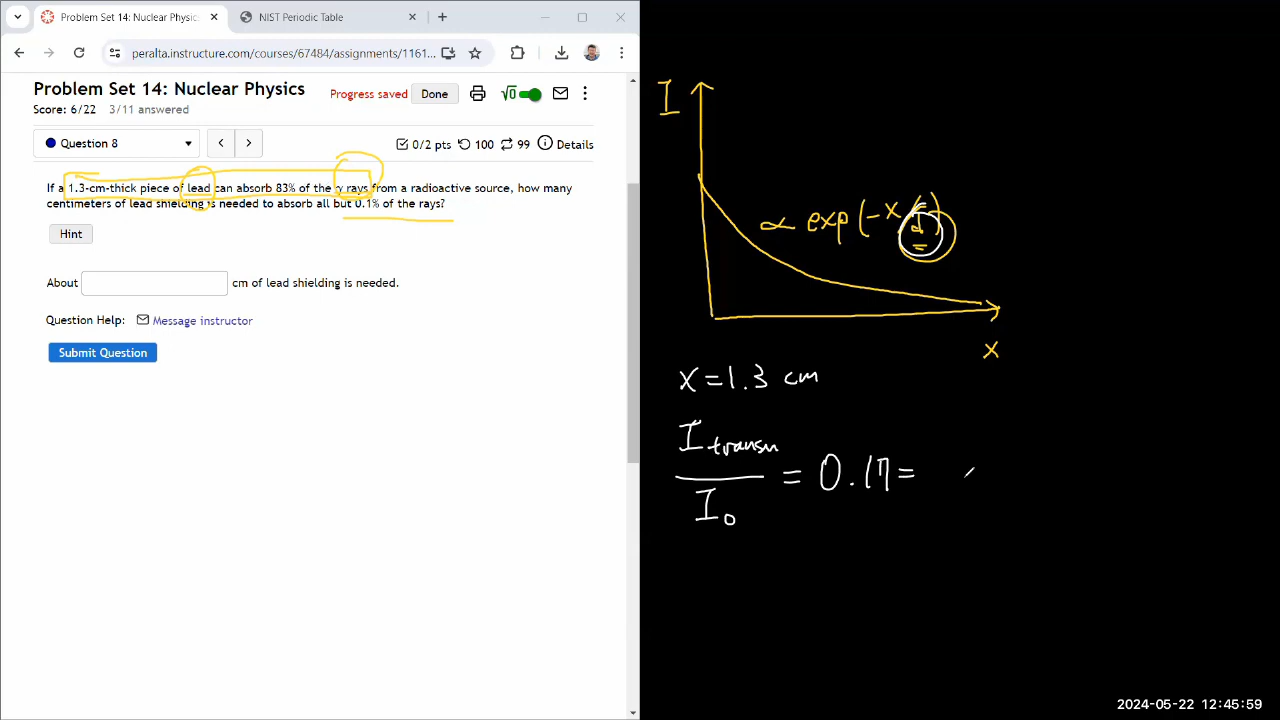 Problem Set 14: Nuclear Physic
NIST Periodic Table
peralta.instructure.com/courses/67484/assignments/1161...
Problem Set 14: Nuclear Physics
Progress saved
Done
√0
Score: 6/22
3/11 answered
Question 8
0/2 pts
100
99
Details
If a 1.3-cm-thick piece of lead can absorb 83% of the γ rays from a radioactive source, how many
centimeters of lead shielding is needed to absorb all but 0.1% of the rays?
Hint
About
cm of lead shielding is needed.
Question Help:
Message instructor
Submit Question
I
∝ exp(-x/d)
x
x = 1.3 cm
I transm
I 0
= 0.17 =
2024-05-22 12:45:59